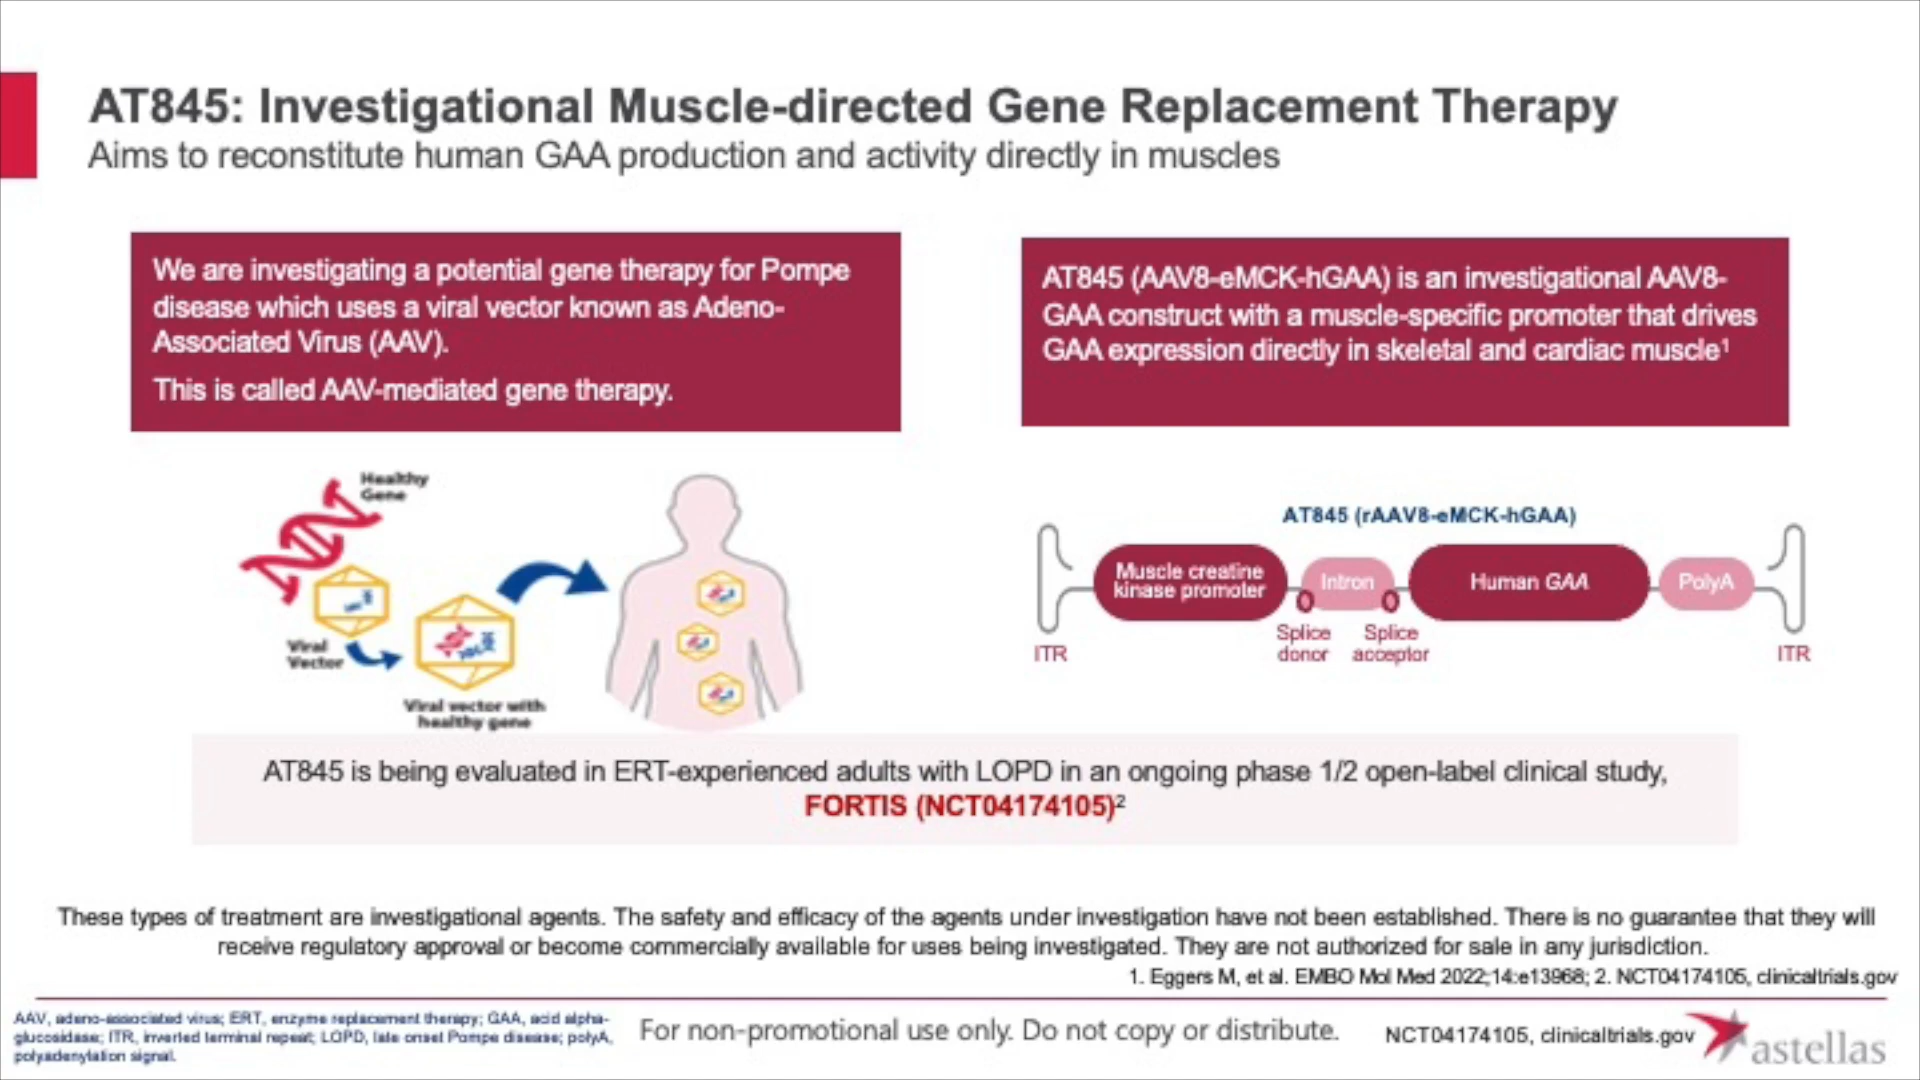 AT845: Investigational Muscle-directed Gene Replacement Therapy
Aims to reconstitute human GAA production and activity directly in muscles
We are investigating a potential gene therapy for Pompe
disease which uses a viral vector known as Adeno-
Associated Virus (AAV).
This is called AAV-mediated gene therapy.
AT845 (AAV8-eMCK-hGAA) is an investigational AAV8-
GAA construct with a muscle-specific promoter that drives
GAA expression directly in skeletal and cardiac muscle¹
Healthy
Gene
Viral
Vector
Viral vector with
healthy gene
AT845 (rAAV8-eMCK-hGAA)
Muscle creatine
kinase promoter
Intron
Human GAA
PolyA
Splice
donor
Splice
acceptor
ITR
ITR
AT845 is being evaluated in ERT-experienced adults with LOPD in an ongoing phase 1/2 open-label clinical study,
FORTIS (NCT04174105)²
These types of treatment are investigational agents. The safety and efficacy of the agents under investigation have not been established. There is no guarantee that they will
receive regulatory approval or become commercially available for uses being investigated. They are not authorized for sale in any jurisdiction.
1. Eggers M, et al. EMBO Mol Med 2022;14:e13968; 2. NCT04174105, clinicaltrials.gov
AAV, adeno-associated virus; ERT, enzyme replacement therapy; GAA, acid alpha-
glucosidase; ITR, inverted terminal repeat; LOPD, late onset Pompe disease; polyA,
polyadenylation signal.
For non-promotional use only. Do not copy or distribute.
NCT04174105, clinicaltrials.gov
astellas